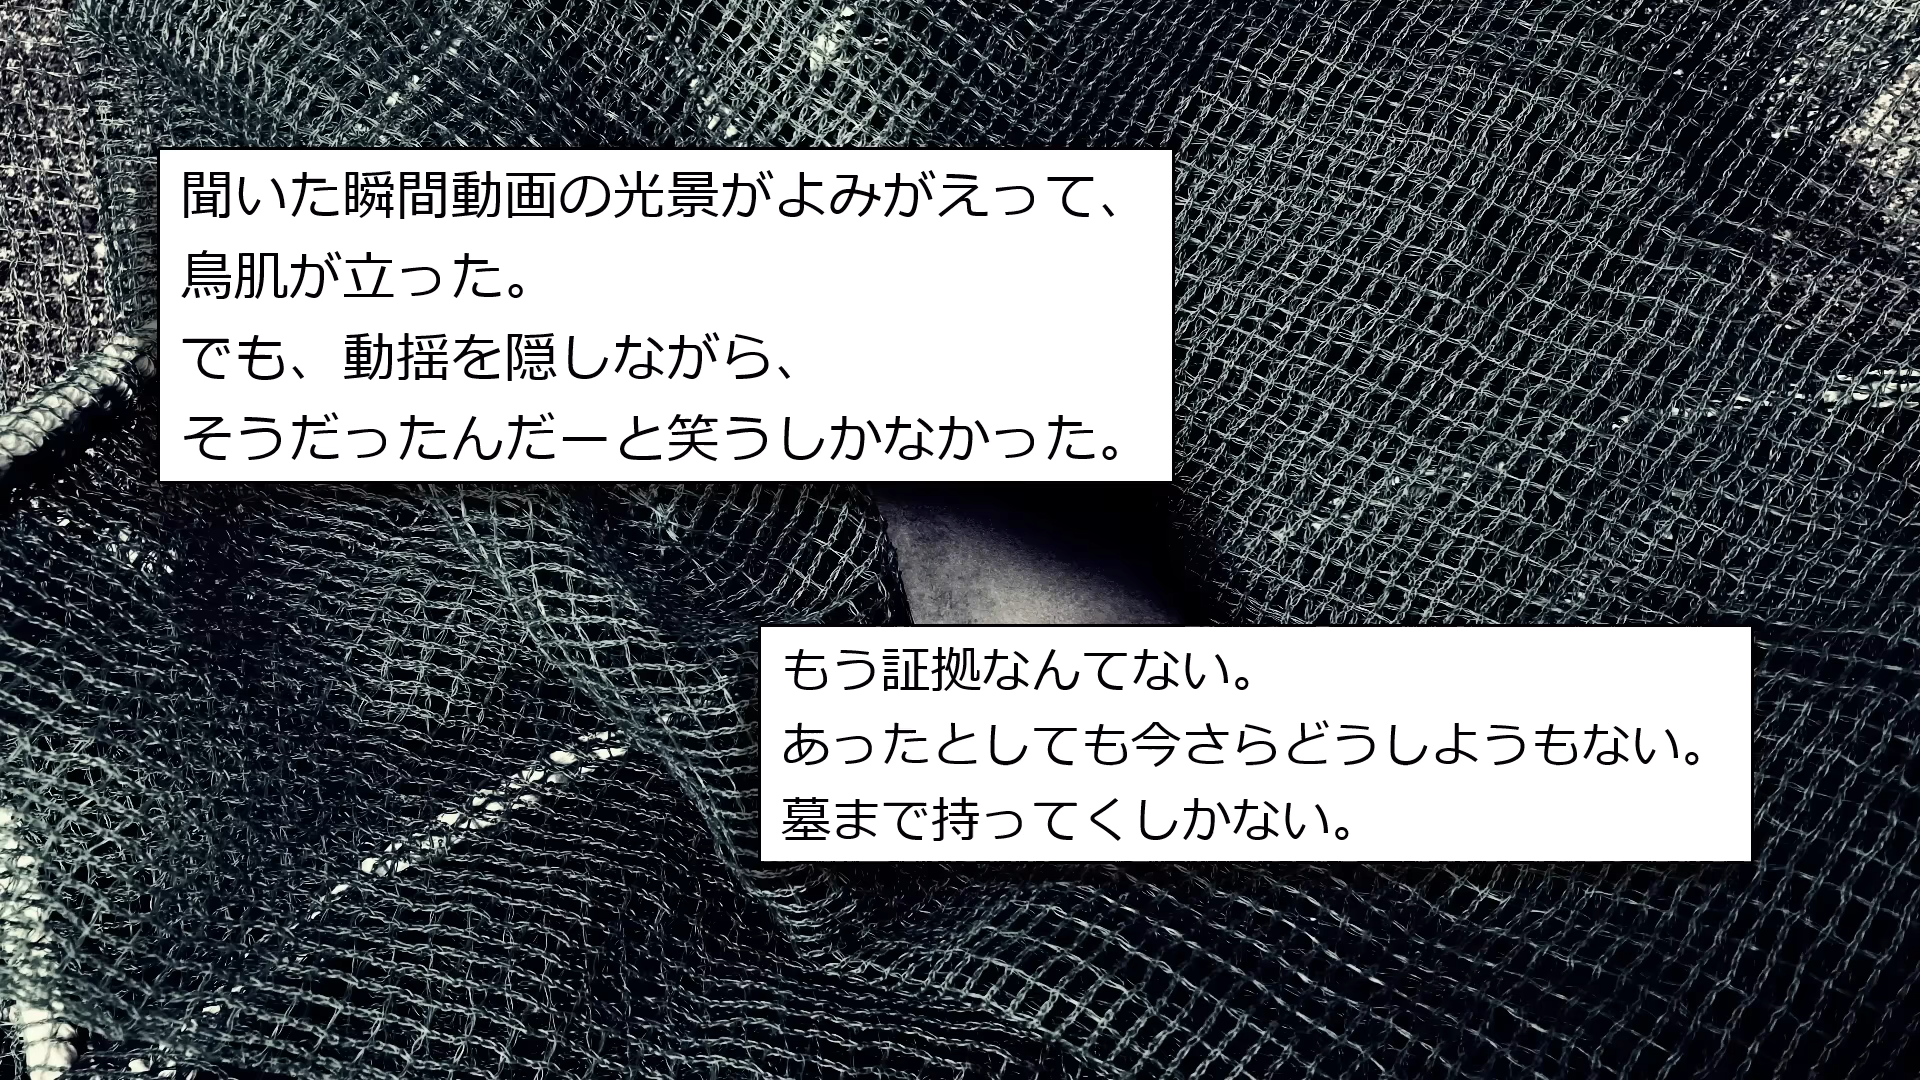 聞いた瞬間動画の光景がよみがえって、
鳥肌が立った。
でも、動揺を隠しながら、
そうだったんだーと笑うしかなかった。
もう証拠なんてない。
あったとしても今さらどうしようもない。
墓まで持ってくしかない。